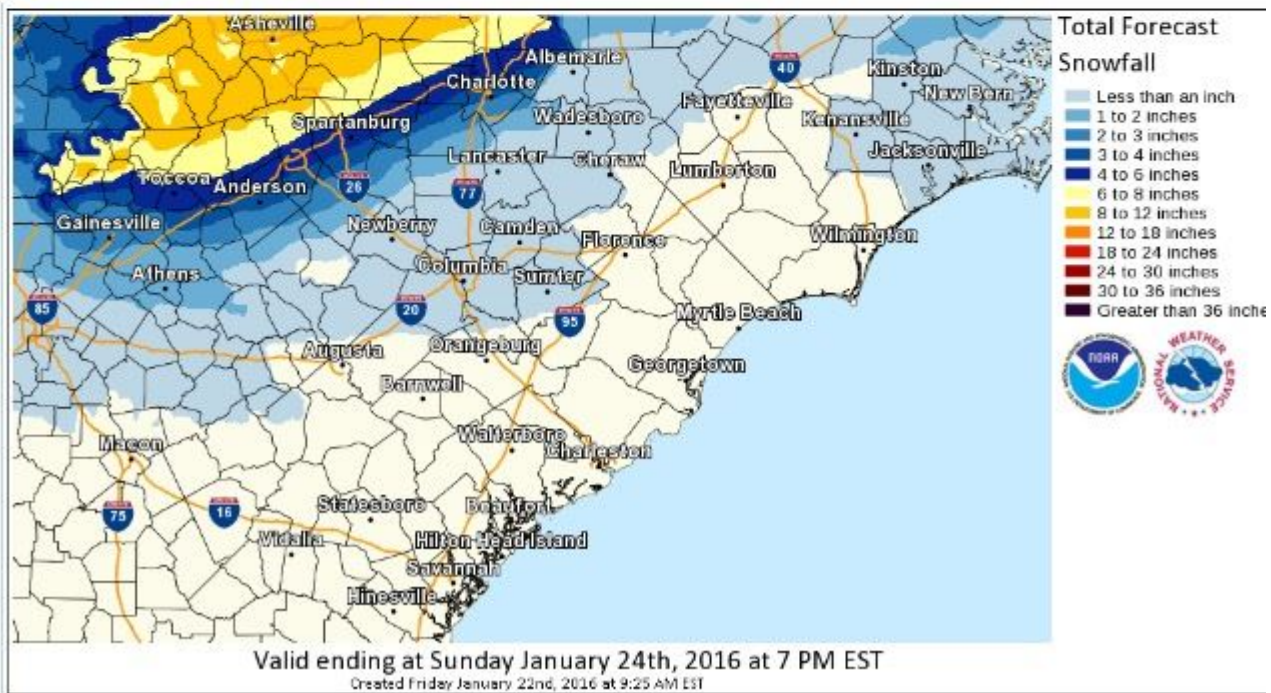 Asheville
Albemarle
40
Charlotte
Kinston
Fayetteville
New Bern
Spartanburg
Wadesboro
Kenansville
Lancaster
Cheraw
Jacksonville
Toccoa
Anderson
26
77
Lumberton
Gainesville
Newberry
Camden
Florence
Wilmington
Athens
Columbia
Sumter
85
20
95
Myrtle Beach
Augusta
Orangeburg
Georgetown
Barnwell
Macon
Walterboro
Charleston
75
16
Statesboro
Beaufort
Vidalia
Hilton Head Island
Savannah
Hinesville
Total Forecast
Snowfall
Less than an inch
1 to 2 inches
2 to 3 inches
3 to 4 inches
4 to 6 inches
6 to 8 inches
8 to 12 inches
12 to 18 inches
18 to 24 inches
24 to 30 inches
30 to 36 inches
Greater than 36 inche
NOAA
NATIONAL WEATHER SERVICE
Valid ending at Sunday January 24th, 2016 at 7 PM EST
Created Friday January 22nd, 2016 at 9:25 AM EST